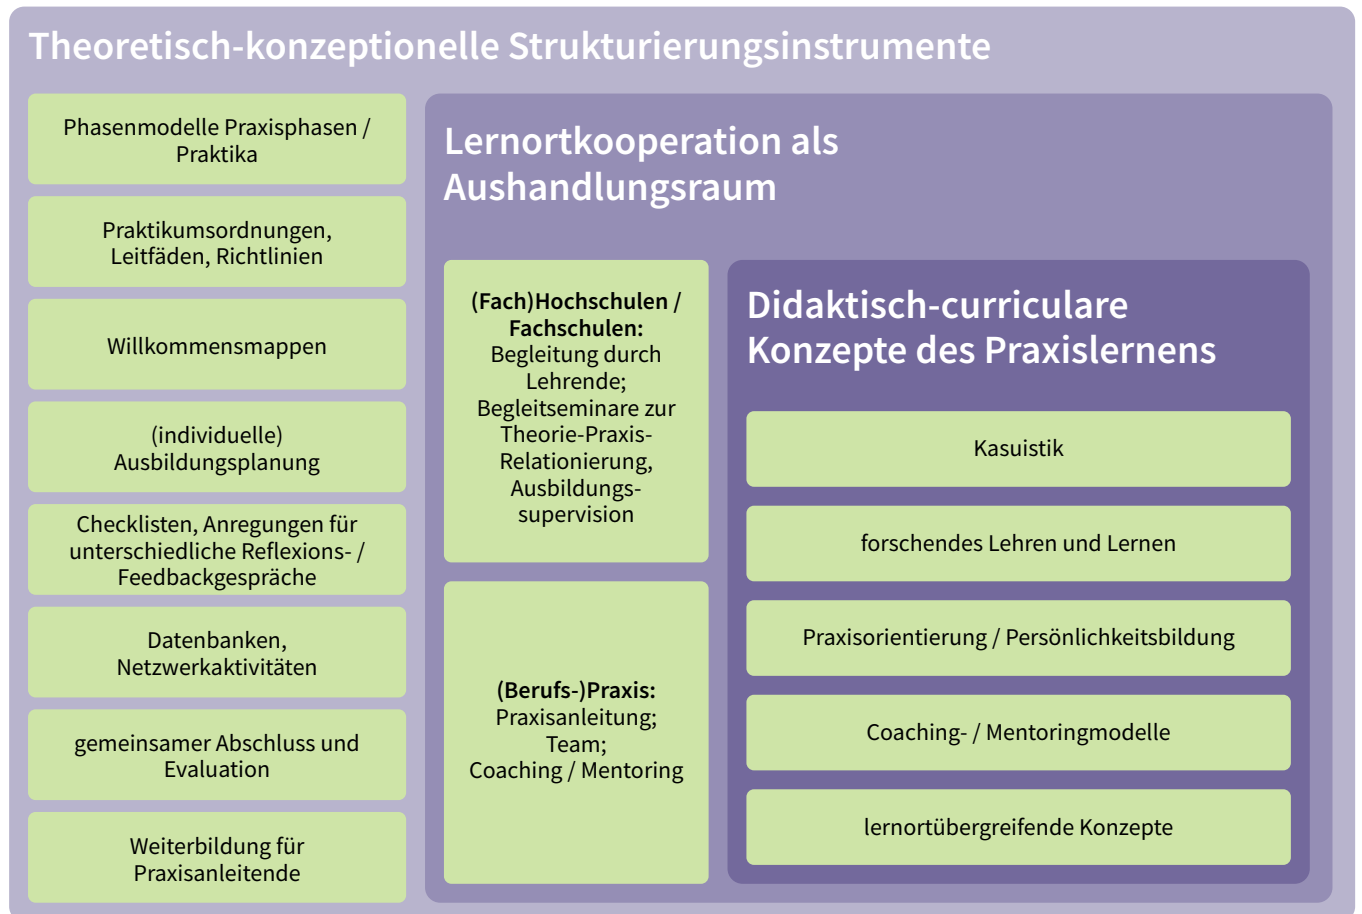 Theoretisch-konzeptionelle Strukturierungsinstrumente
Phasenmodelle Praxisphasen /
Praktika
Praktikumsordnungen,
Leitfäden, Richtlinien
Willkommensmappen
(individuelle)
Ausbildungsplanung
Checklisten, Anregungen für
unterschiedliche Reflexions- /
Feedbackgespräche
Datenbanken,
Netzwerkaktivitäten
gemeinsamer Abschluss und
Evaluation
Weiterbildung für
Praxisanleitende
Lernortkooperation als
Aushandlungsraum
(Fach)Hochschulen /
Fachschulen:
Begleitung durch
Lehrende;
Begleitseminare zur
Theorie-Praxis-
Relationierung,
Ausbildungs-
supervision
(Berufs-)Praxis:
Praxisanleitung;
Team;
Coaching / Mentoring
Didaktisch-curriculare
Konzepte des Praxislernens
Kasuistik
forschendes Lehren und Lernen
Praxisorientierung / Persönlichkeitsbildung
Coaching- / Mentoringmodelle
lernortübergreifende Konzepte